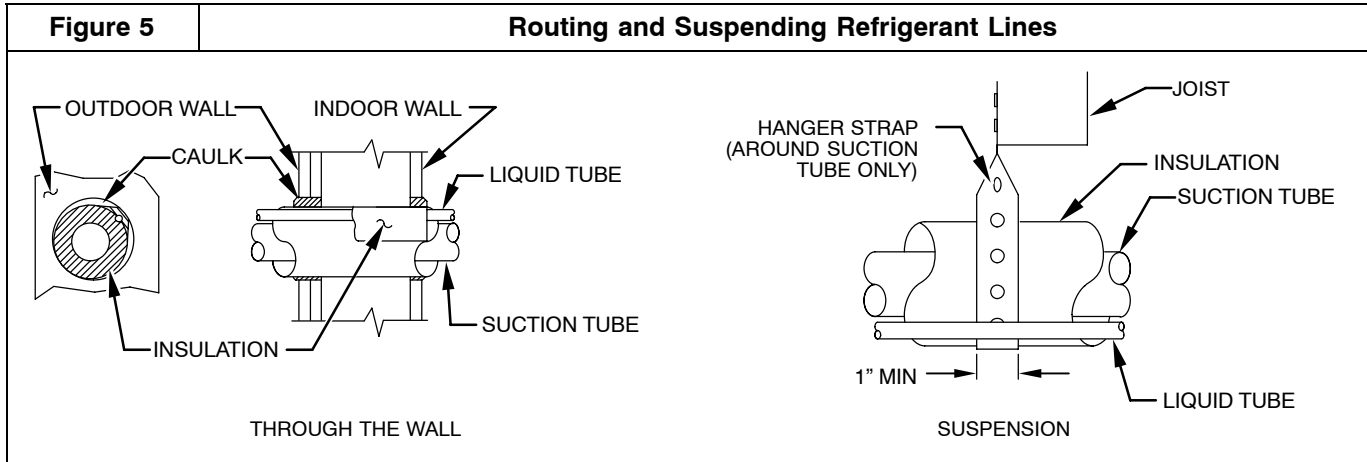 Figure 5
Routing and Suspending Refrigerant Lines
OUTDOOR WALL
INDOOR WALL
CAULK
LIQUID TUBE
SUCTION TUBE
INSULATION
THROUGH THE WALL
JOIST
HANGER STRAP
(AROUND SUCTION
TUBE ONLY)
INSULATION
SUCTION TUBE
1” MIN
LIQUID TUBE
SUSPENSION